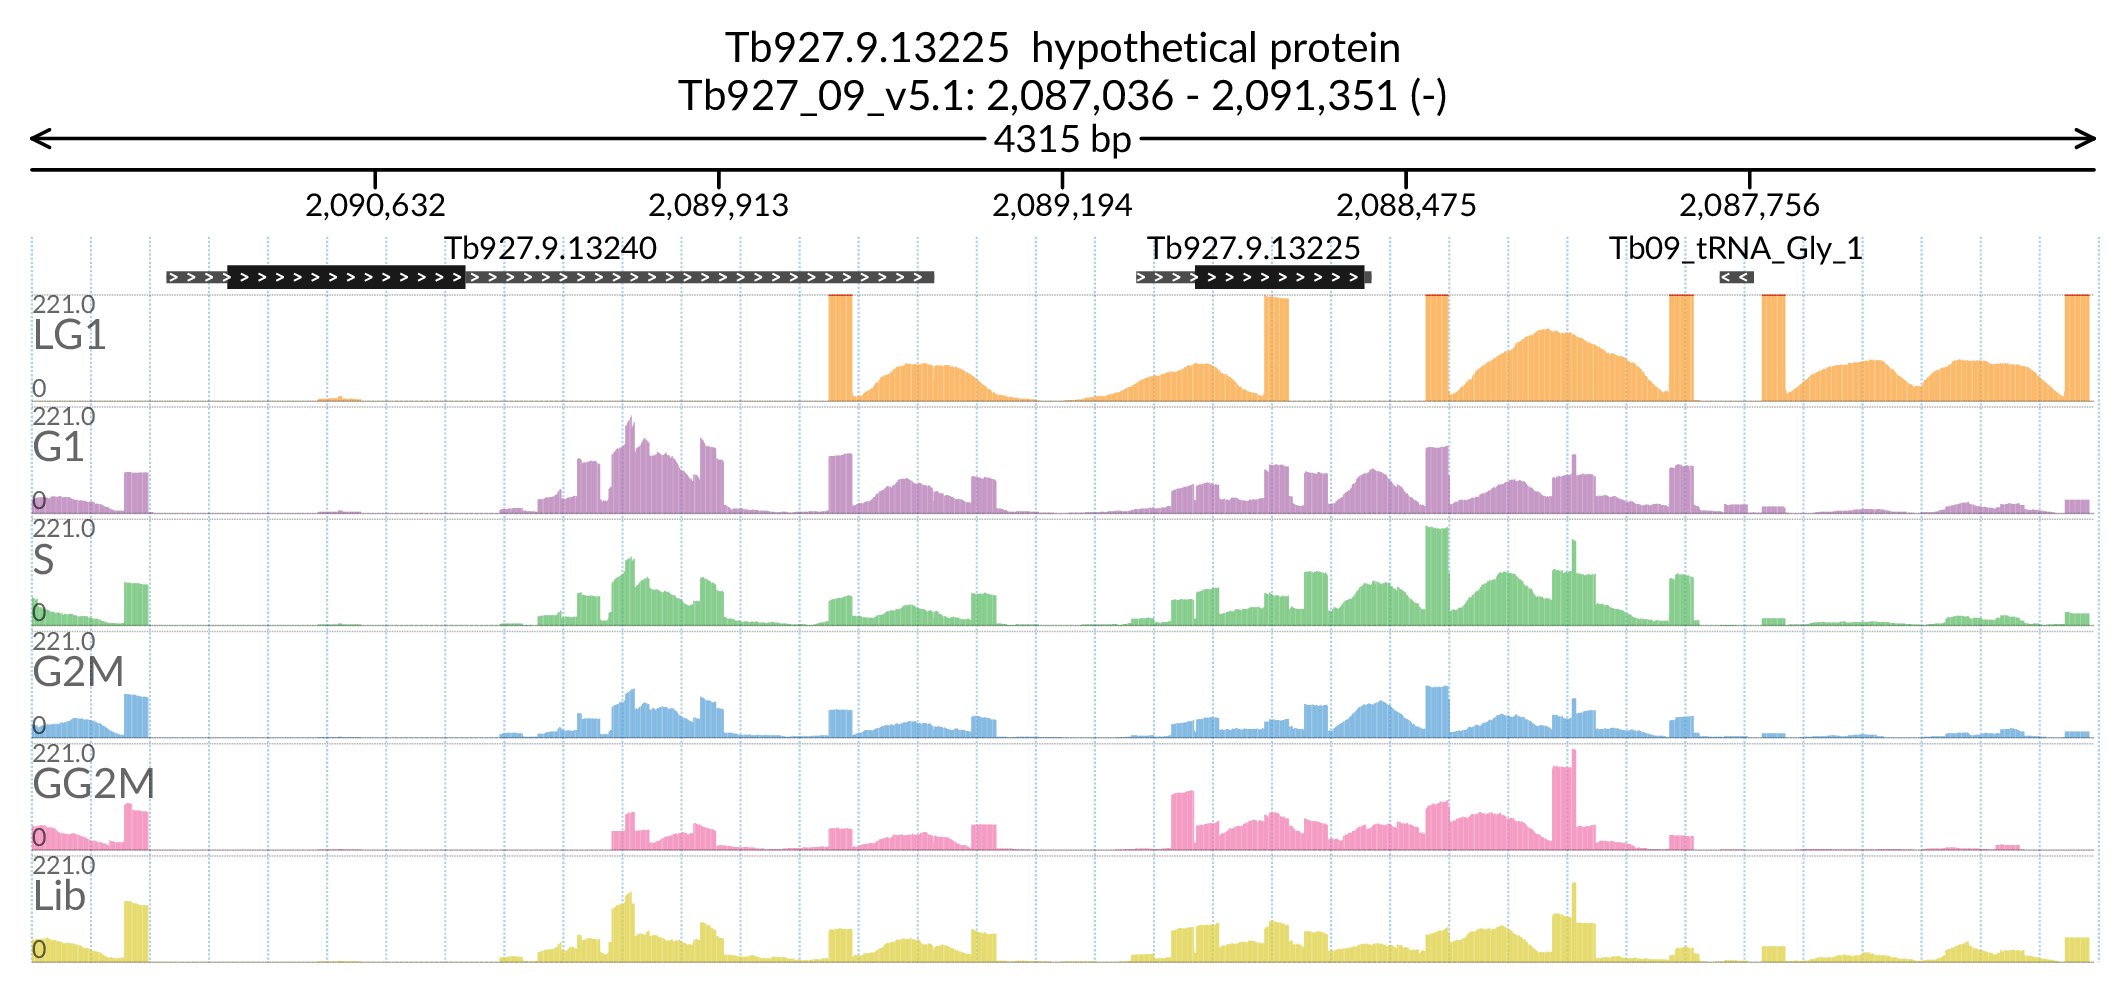 Tb927.9.13225 hypothetical protein
Tb927_09_v5.1: 2,087,036 - 2,091,351 (-)
4315 bp
2,090,632 2,089,913 2,089,194 2,088,475 2,087,756
Tb927.9.13240 Tb927.9.13225 Tb09_tRNA_Gly_1
221.0
LG1
0
221.0
G1
0
221.0
S
0
221.0
G2M
0
221.0
GG2M
0
221.0
Lib
0